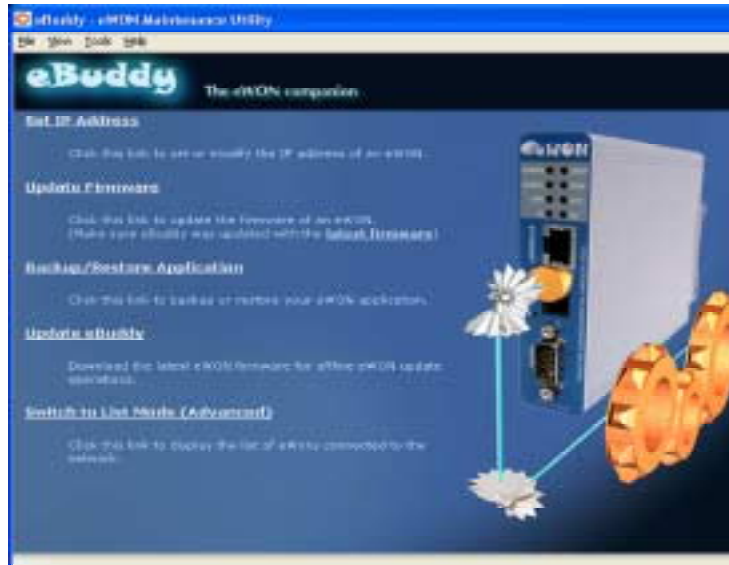 eBuddy - eWON Maintenance Utility
File View Tools Help
eBuddy The eWON companion
Set IP Address
Click this link to set or modify the IP address of an eWON.
eWON
Update Firmware
Click this link to update the firmware of an eWON.
(Make sure eBuddy was updated with the latest firmware)
Backup/Restore Application
Click this link to backup or restore your eWON application.
Update eBuddy
Download the latest eWON firmware for offline eWON update
operations.
Switch to List Mode (Advanced)
Click this link to display the list of eWONs connected to the
network.